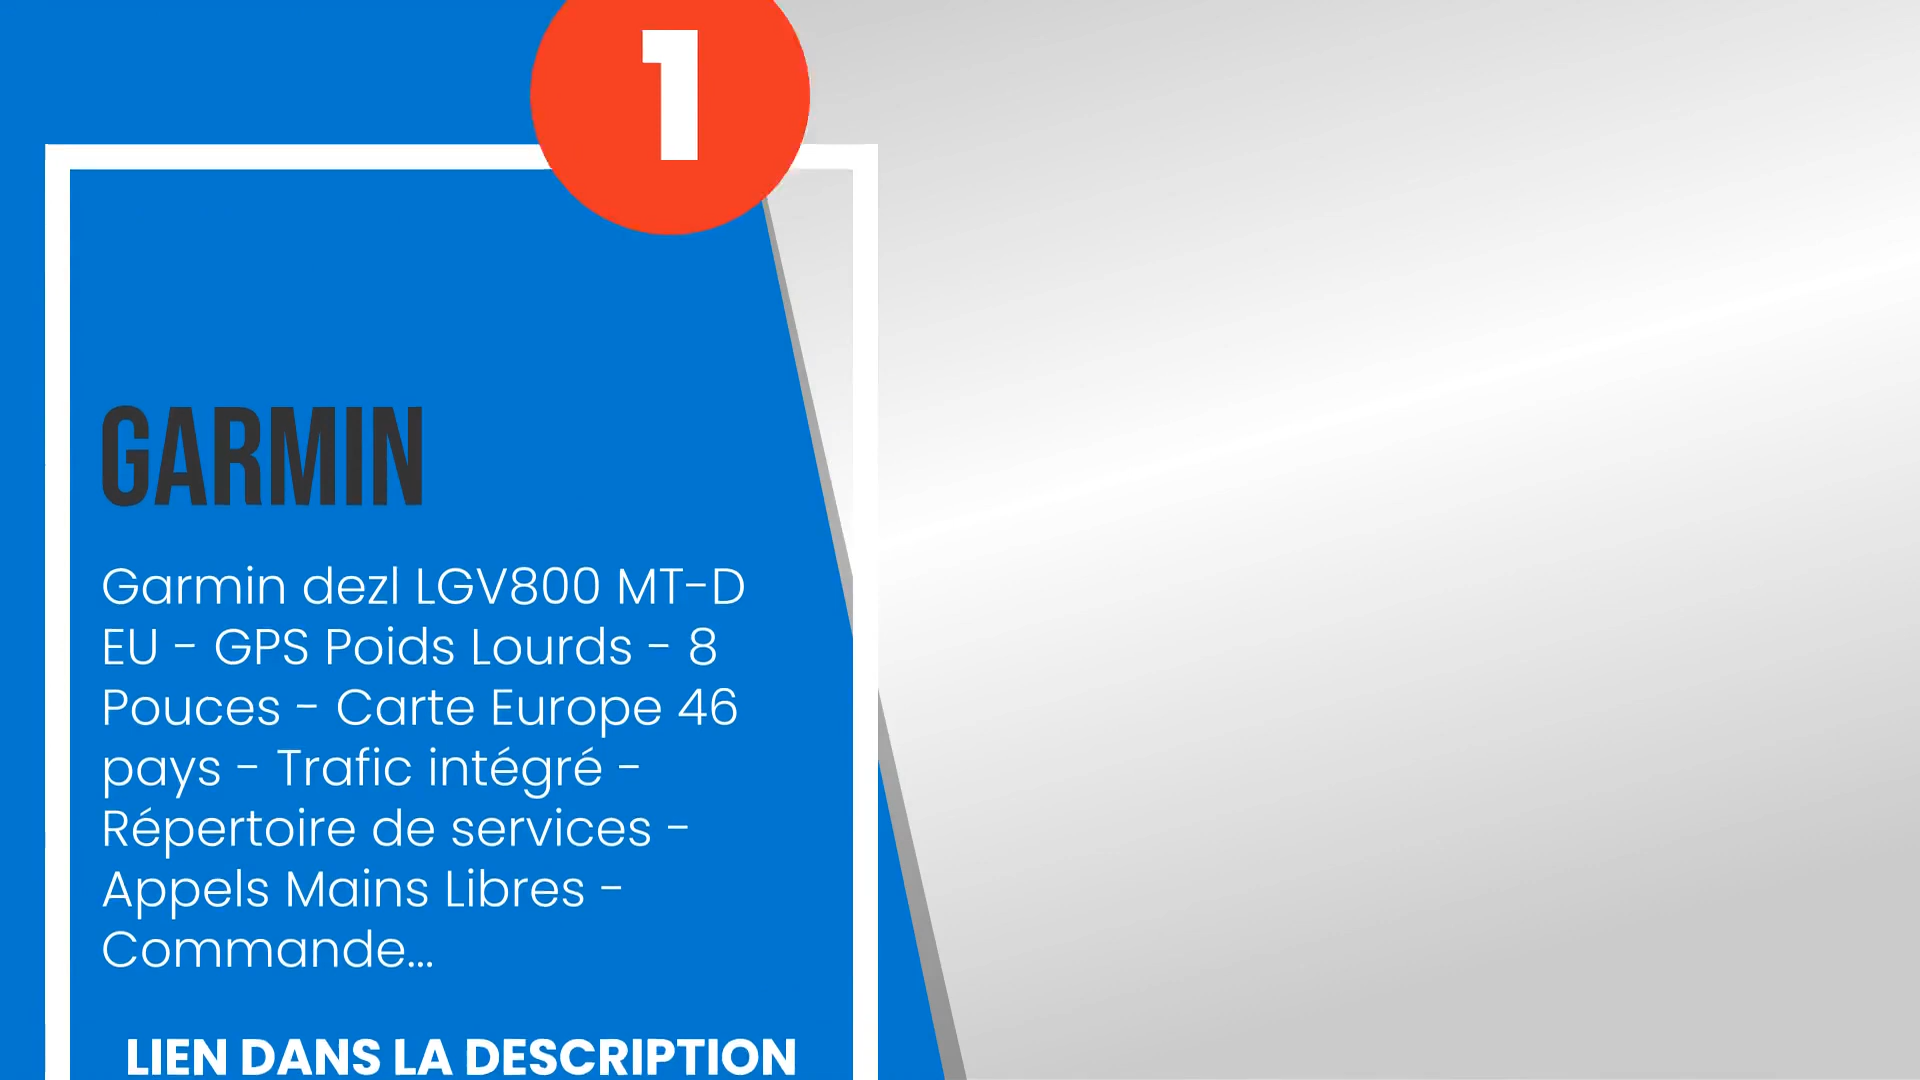 1
GARMIN
Garmin dezl LGV800 MT-D
EU - GPS Poids Lourds - 8
Pouces - Carte Europe 46
pays - Trafic intégré -
Répertoire de services -
Appels Mains Libres -
Commande...
LIEN DANS LA DESCRIPTION